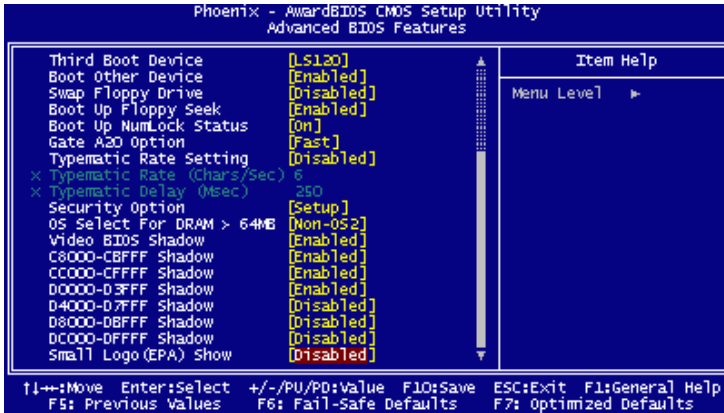 Phoenix - AwardBIOS CMOS Setup Utility
Advanced BIOS Features
Third Boot Device [LS120]
Boot Other Device [Enabled]
Swap Floppy Drive [Disabled]
Boot Up Floppy Seek [Enabled]
Boot Up NumLock Status [On]
Gate A20 Option [Fast]
Typematic Rate Setting [Disabled]
x Typematic Rate (Chars/Sec) 6
x Typematic Delay (Msec) 250
Security Option [Setup]
OS Select For DRAM > 64MB [Non-OS2]
Video BIOS Shadow [Enabled]
C8000-CBFFF Shadow [Enabled]
CC000-CFFFF Shadow [Enabled]
D0000-D3FFF Shadow [Enabled]
D4000-D7FFF Shadow [Disabled]
D8000-DBFFF Shadow [Disabled]
DC000-DFFFF Shadow [Disabled]
Small Logo(EPA) Show [Disabled]
Item Help
Menu Level ►
↑↓→←:Move Enter:Select +/-/PU/PD:Value F10:Save ESC:Exit F1:General Help
F5: Previous Values F6: Fail-Safe Defaults F7: Optimized Defaults